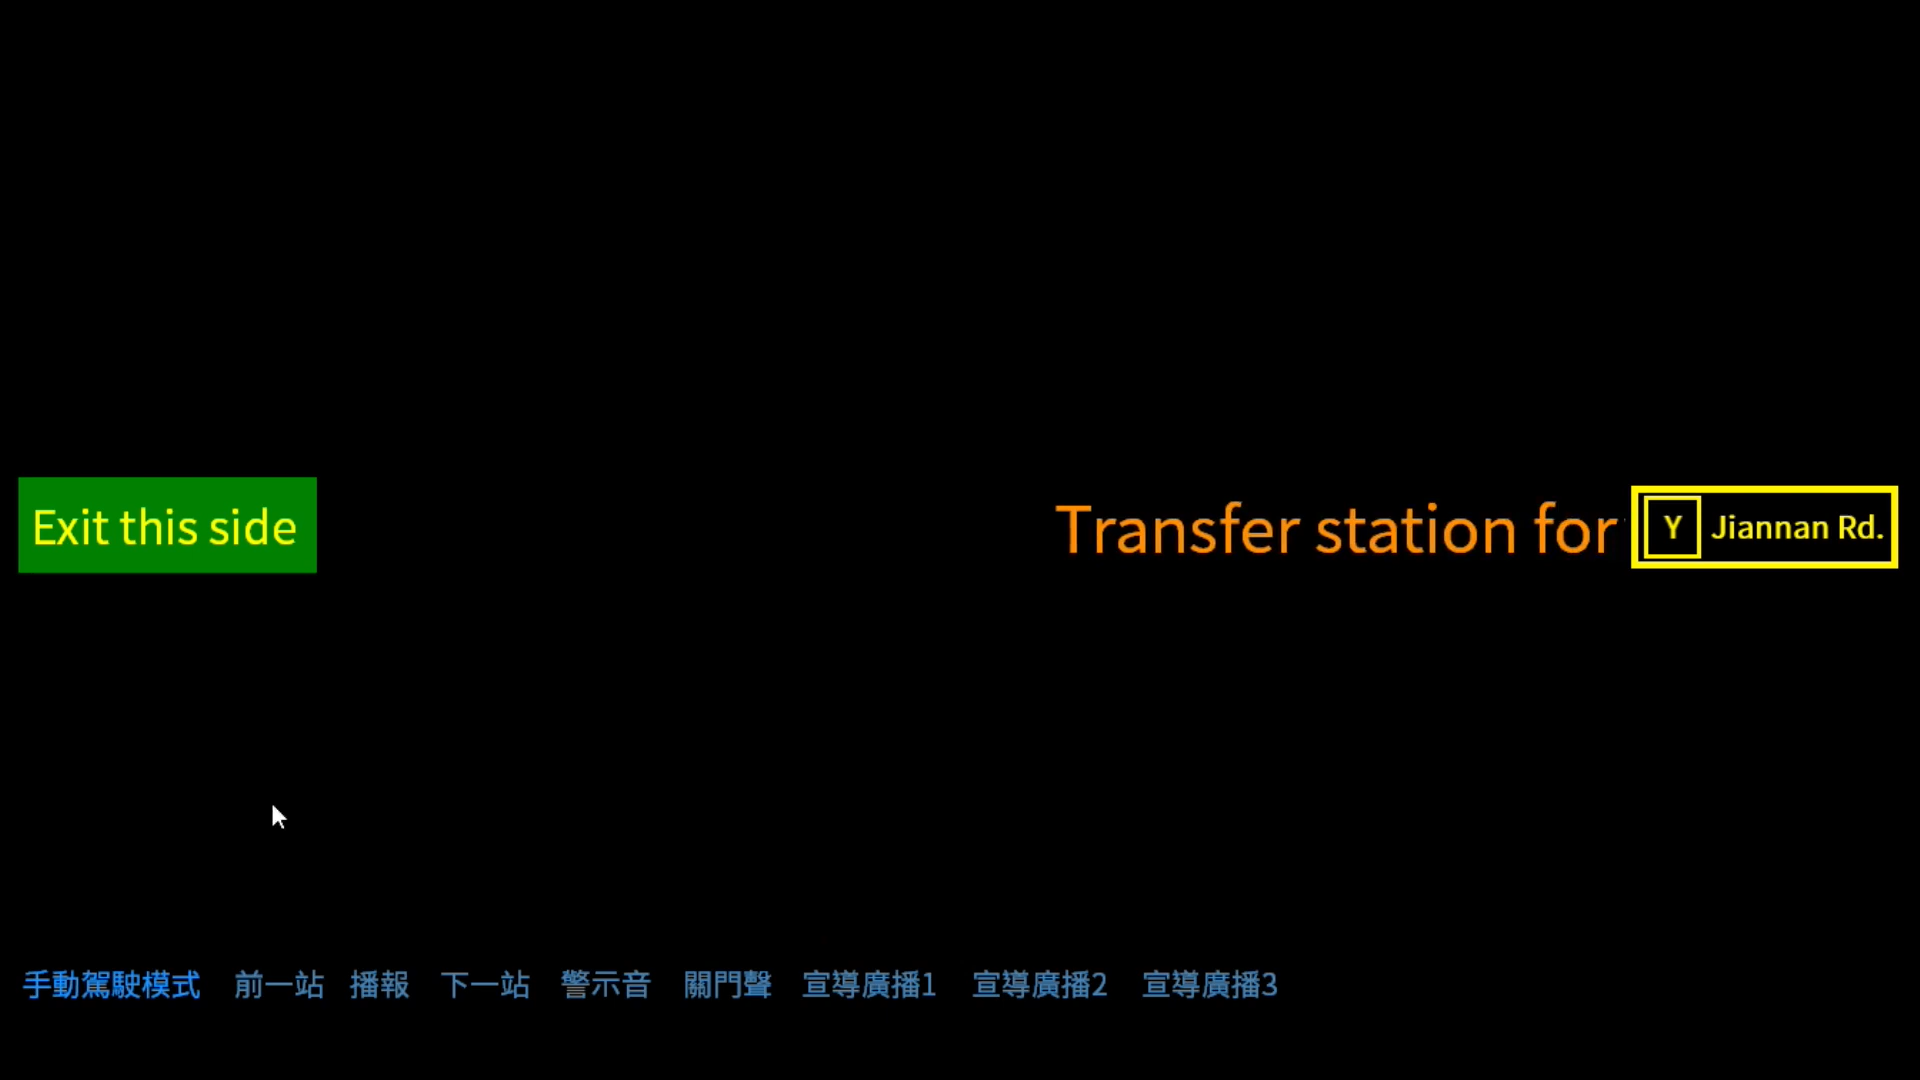 Exit this side
Transfer station for Y Jiannan Rd.
手動駕駛模式 前一站 播報 下一站 警示音 關門聲 宣導廣播1 宣導廣播2 宣導廣播3